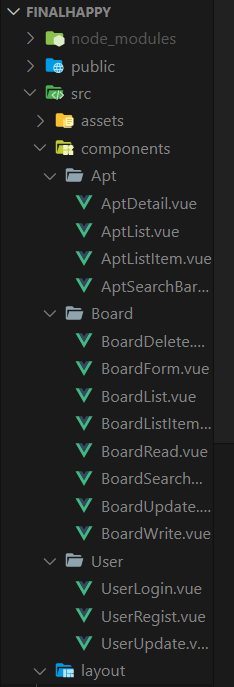 FINALHAPPY
node_modules
public
src
assets
components
Apt
AptDetail.vue
AptList.vue
AptListItem.vue
AptSearchBar...
Board
BoardDelete....
BoardForm.vue
BoardList.vue
BoardListItem...
BoardRead.vue
BoardSearch...
BoardUpdate....
BoardWrite.vue
User
UserLogin.vue
UserRegist.vue
UserUpdate.v...
layout